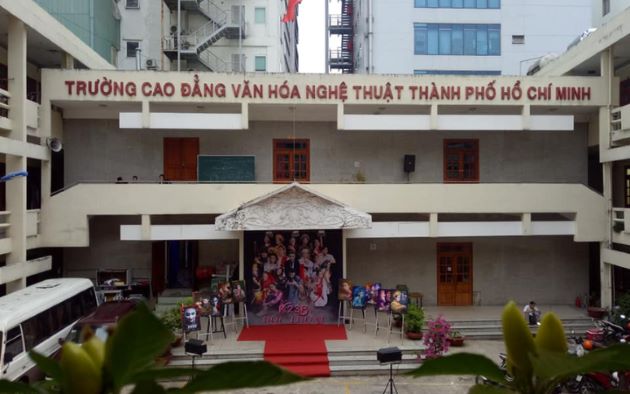 TRƯỜNG CAO ĐẲNG VĂN HÓA NGHỆ THUẬT THÀNH PHỐ HỒ CHÍ MINH